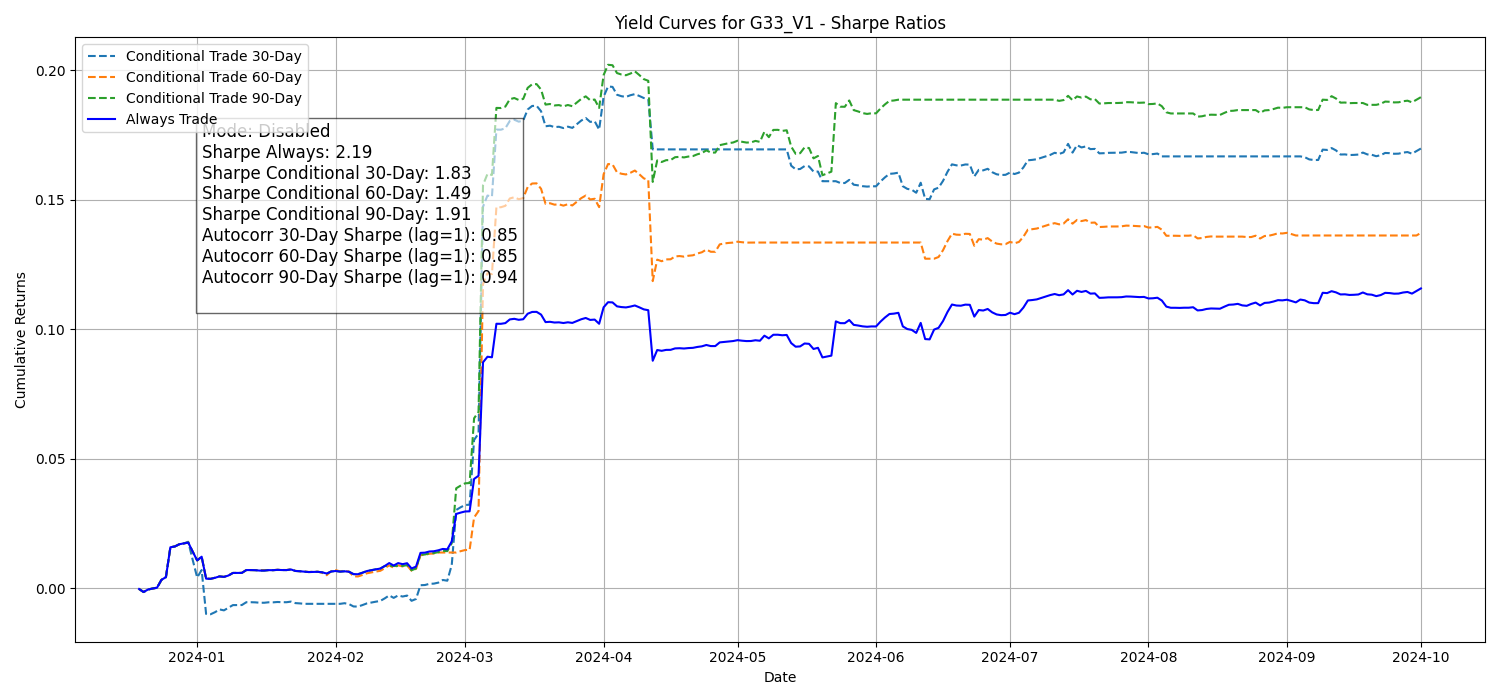 Yield Curves for G33_V1 - Sharpe Ratios
Conditional Trade 30-Day
Conditional Trade 60-Day
Conditional Trade 90-Day
Always Trade
Mode: Disabled
Sharpe Always: 2.19
Sharpe Conditional 30-Day: 1.83
Sharpe Conditional 60-Day: 1.49
Sharpe Conditional 90-Day: 1.91
Autocorr 30-Day Sharpe (lag=1): 0.85
Autocorr 60-Day Sharpe (lag=1): 0.85
Autocorr 90-Day Sharpe (lag=1): 0.94
Cumulative Returns
0.20
0.15
0.10
0.05
0.00
2024-01 2024-02 2024-03 2024-04 2024-05 2024-06 2024-07 2024-08 2024-09 2024-10
Date